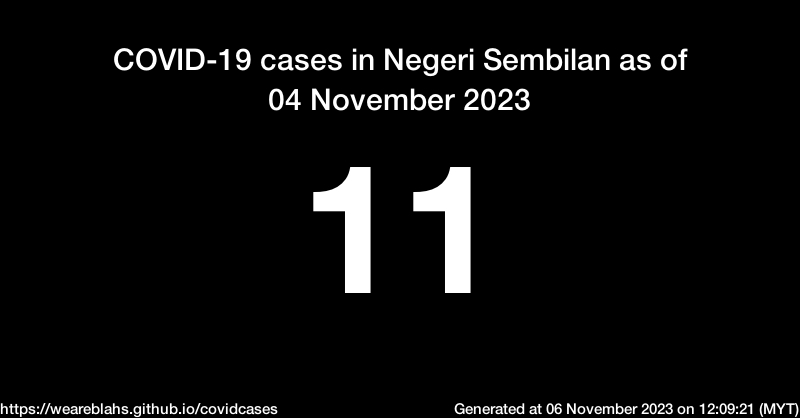 COVID-19 cases in Negeri Sembilan as of
04 November 2023
11
https://weareblahs.github.io/covidcases
Generated at 06 November 2023 on 12:09:21 (MYT)